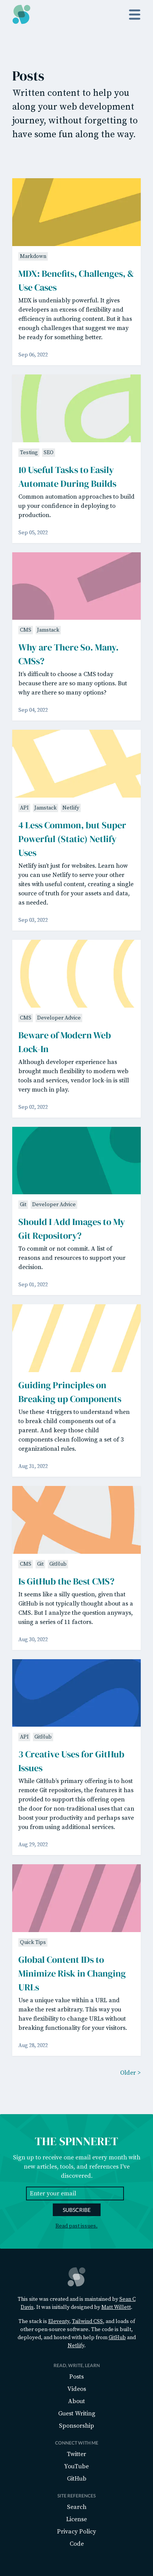 Posts
Written content to help you
along your web development
journey, without forgetting to
have some fun along the way.
Markdown
MDX: Benefits, Challenges, &
Use Cases
MDX is undeniably powerful. It gives
developers an excess of flexibility and
efficiency in authoring content. But it has
enough challenges that suggest we may
be ready for something better.
Sep 06, 2022
Testing SEO
10 Useful Tasks to Easily
Automate During Builds
Common automation approaches to build
up your confidence in deploying to
production.
Sep 05, 2022
CMS Jamstack
Why are There So. Many.
CMSs?
It's difficult to choose a CMS today
because there are so many options. But
why are there so many options?
Sep 04, 2022
API Jamstack Netlify
4 Less Common, but Super
Powerful (Static) Netlify
Uses
Netlify isn't just for websites. Learn how
you can use Netlify to serve your other
sites with useful content, creating a single
source of truth for your assets and data,
as needed.
Sep 03, 2022
CMS Developer Advice
Beware of Modern Web
Lock-In
Although developer experience has
brought much flexibility to modern web
tools and services, vendor lock-in is still
very much in play.
Sep 02, 2022
Git Developer Advice
Should I Add Images to My
Git Repository?
To commit or not commit. A list of
reasons and resources to support your
decision.
Sep 01, 2022
Guiding Principles on
Breaking up Components
Use these 4 triggers to understand when
to break child components out of a
parent. And keep those child
components clean following a set of 3
organizational rules.
Aug 31, 2022
CMS Git GitHub
Is GitHub the Best CMS?
It seems like a silly question, given that
GitHub is not typically thought about as a
CMS. But I analyze the question anyways,
using a series of 11 factors.
Aug 30, 2022
API GitHub
3 Creative Uses for GitHub
Issues
While GitHub's primary offering is to host
remote Git repositories, the features it has
provided to support this offering open
the door for non-traditional uses that can
boost your productivity and perhaps save
you from using additional services.
Aug 29, 2022
Quick Tips
Global Content IDs to
Minimize Risk in Changing
URLs
Use a unique value within a URL and
make the rest arbitrary. This way you
have flexibility to change URLs without
breaking functionality for your visitors.
Aug 28, 2022
Older >
THE SPINNERET
Sign up to receive one email every month with
new articles, tools, and references I've
discovered.
Enter your email
SUBSCRIBE
Read past issues.
This site was created and is maintained by Sean C
Davis. It was initially designed by Matt Willett.
The stack is Eleventy, Tailwind CSS, and loads of
other open-source software. The code is built,
deployed, and hosted with help from GitHub and
Netlify.
READ, WRITE, LEARN
Posts
Videos
About
Guest Writing
Sponsorship
CONNECT WITH ME
Twitter
YouTube
GitHub
SITE REFERENCES
Search
License
Privacy Policy
Code